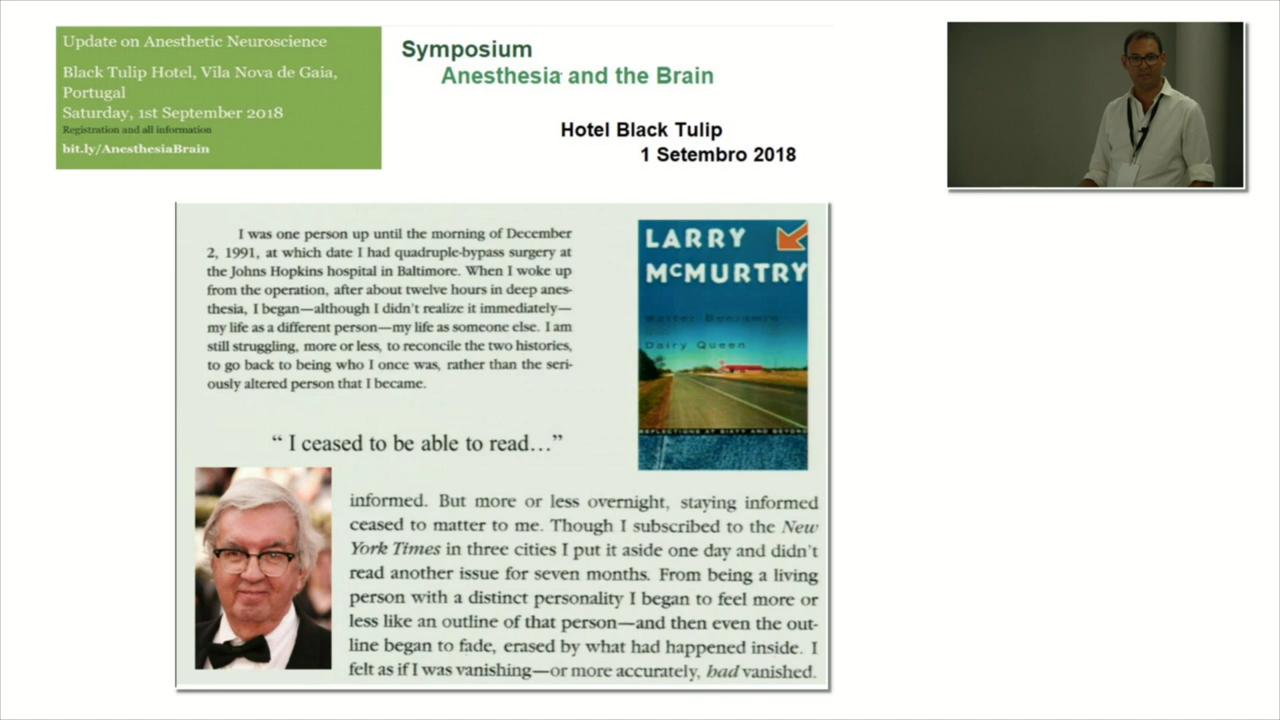 Update on Anesthetic Neuroscience
Black Tulip Hotel, Vila Nova de Gaia,
Portugal
Saturday, 1st September 2018
Registration and all information
bit.ly/AnesthesiaBrain
Symposium
Anesthesia and the Brain
Hotel Black Tulip
1 Setembro 2018
I was one person up until the morning of December
2, 1991, at which date I had quadruple-bypass surgery at
the Johns Hopkins hospital in Baltimore. When I woke up
from the operation, after about twelve hours in deep anes-
thesia, I began—although I didn't realize it immediately—
my life as a different person—my life as someone else. I am
still struggling, more or less, to reconcile the two histories,
to go back to being who I once was, rather than the seri-
ously altered person that I became.
LARRY
McMURTRY
Walter Benjamin
Dairy Queen
REFLECTIONS AT SIXTY AND BEYOND
“ I ceased to be able to read…”
informed. But more or less overnight, staying informed
ceased to matter to me. Though I subscribed to the New
York Times in three cities I put it aside one day and didn't
read another issue for seven months. From being a living
person with a distinct personality I began to feel more or
less like an outline of that person—and then even the out-
line began to fade, erased by what had happened inside. I
felt as if I was vanishing—or more accurately, had vanished.